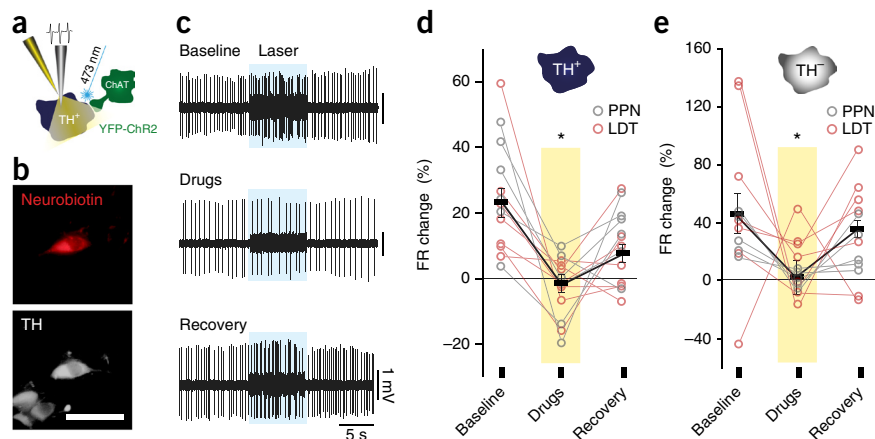 a
473 nm
ChAT
TH+
YFP-ChR2
b
Neurobiotin
TH
c
Baseline
Laser
Drugs
Recovery
1 mV
5 s
d
TH+
PPN
LDT
*
FR change (%)
60
40
20
0
–20
Baseline
Drugs
Recovery
e
TH–
PPN
LDT
*
FR change (%)
160
120
80
40
0
–40
Baseline
Drugs
Recovery